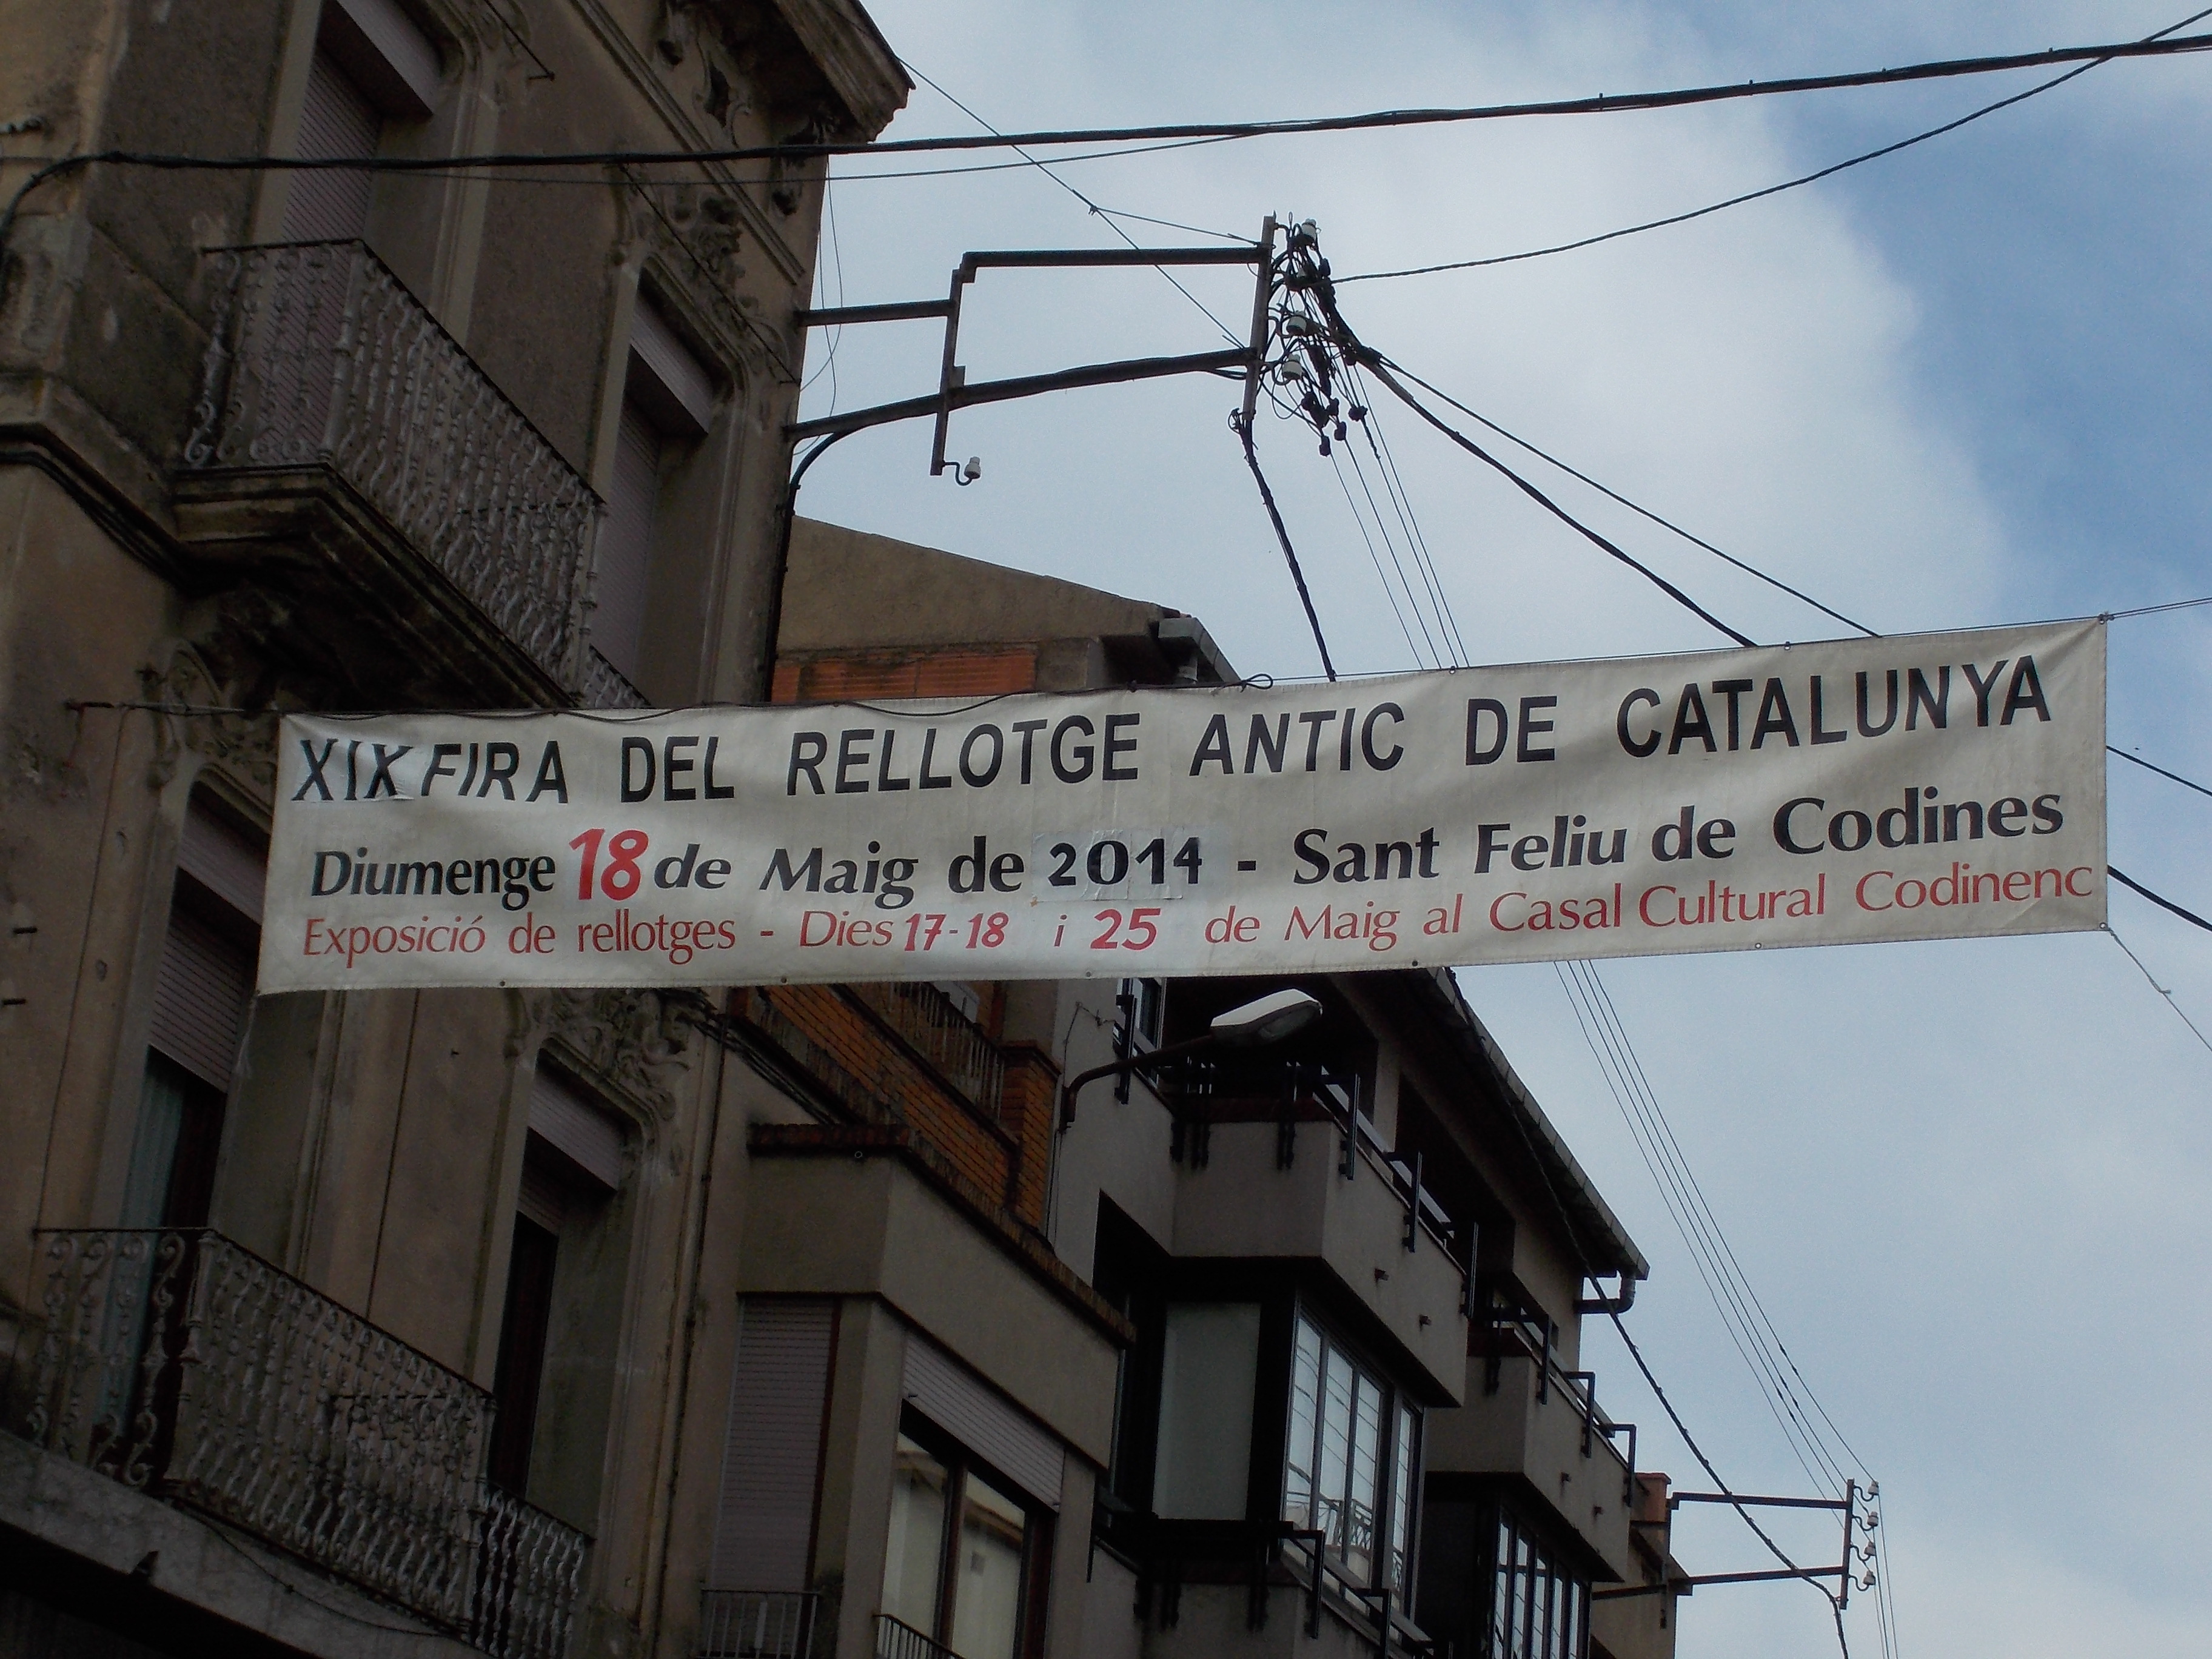 XIX FIRA DEL RELLOTGE ANTIC DE CATALUNYA
Diumenge 18 de Maig de 2014 - Sant Feliu de Codines
Exposició de rellotges - Dies 17-18 i 25 de Maig al Casal Cultural Codinenc